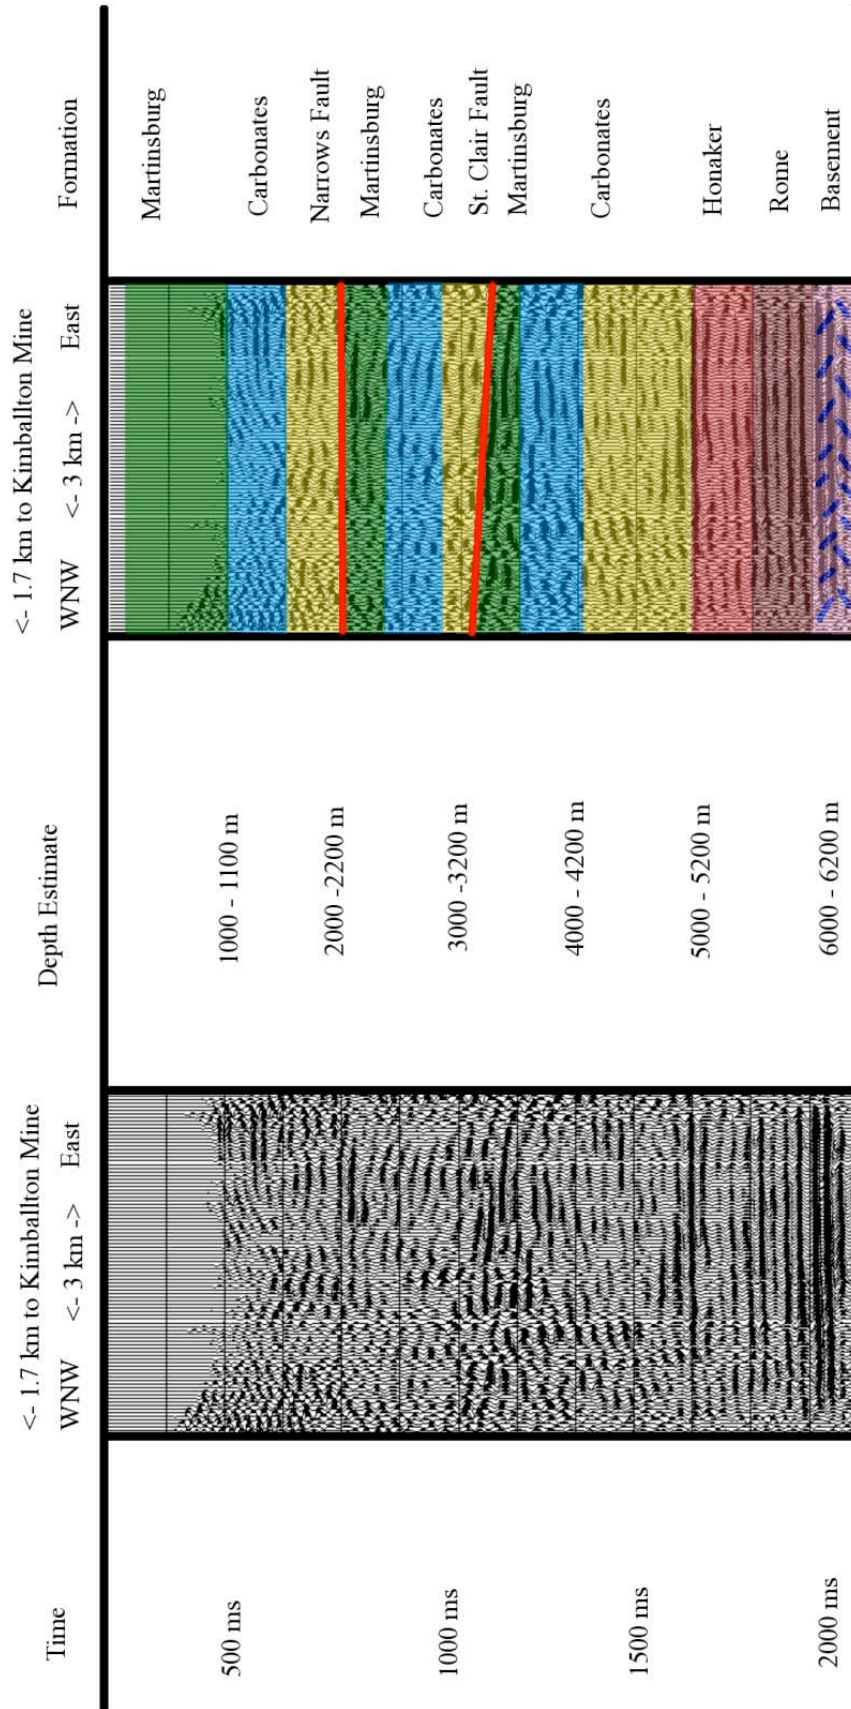 <- 1.7 km to Kimballton Mine
<- 1.7 km to Kimballton Mine
Time
WNW <- 3 km -> East
Depth Estimate
WNW <- 3 km -> East
Formation
Martinsburg
500 ms
1000 - 1100 m
Carbonates
2000 -2200 m
Narrows Fault
Martinsburg
1000 ms
3000 -3200 m
Carbonates
St. Clair Fault
Martinsburg
4000 - 4200 m
Carbonates
1500 ms
5000 - 5200 m
Honaker
Rome
2000 ms
6000 - 6200 m
Basement